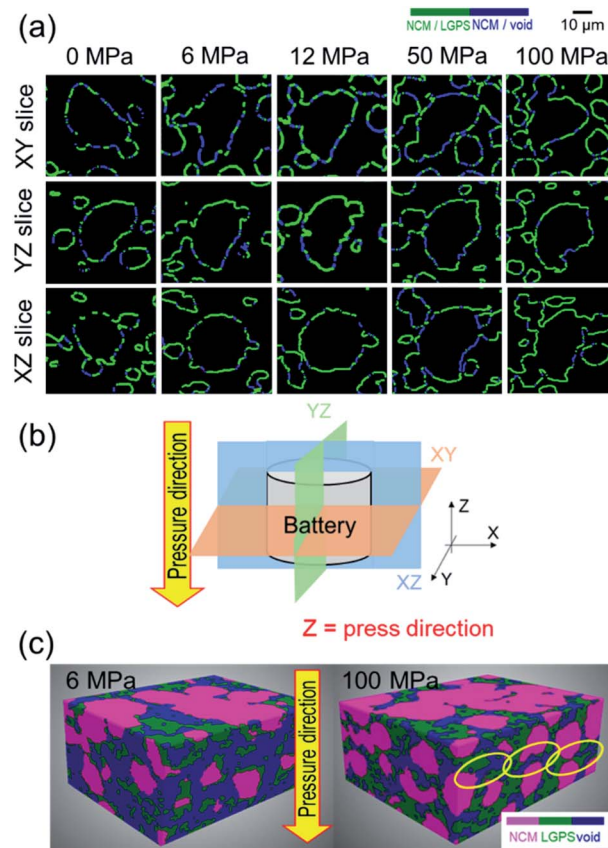 (a)
NCM / LGPS NCM / void
10 μm
0 MPa 6 MPa 12 MPa 50 MPa 100 MPa
XY slice
YZ slice
XZ slice
(b)
Pressure direction
YZ
XY
Battery
XZ
Z
X
Y
Z = press direction
(c)
6 MPa
Pressure direction
100 MPa
NCM LGPS void